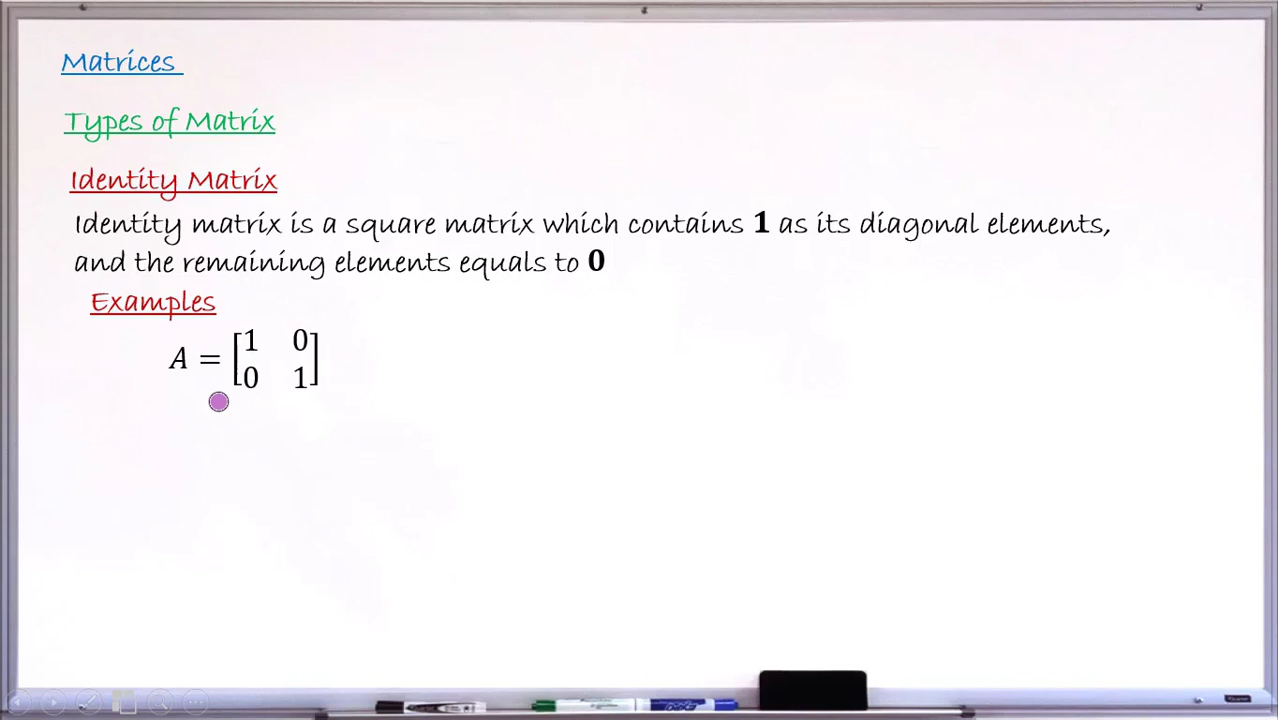 Matrices
Types of Matrix
Identity Matrix
Identity matrix is a square matrix which contains 1 as its diagonal elements,
and the remaining elements equals to 0
Examples
A = [1 0
0 1]